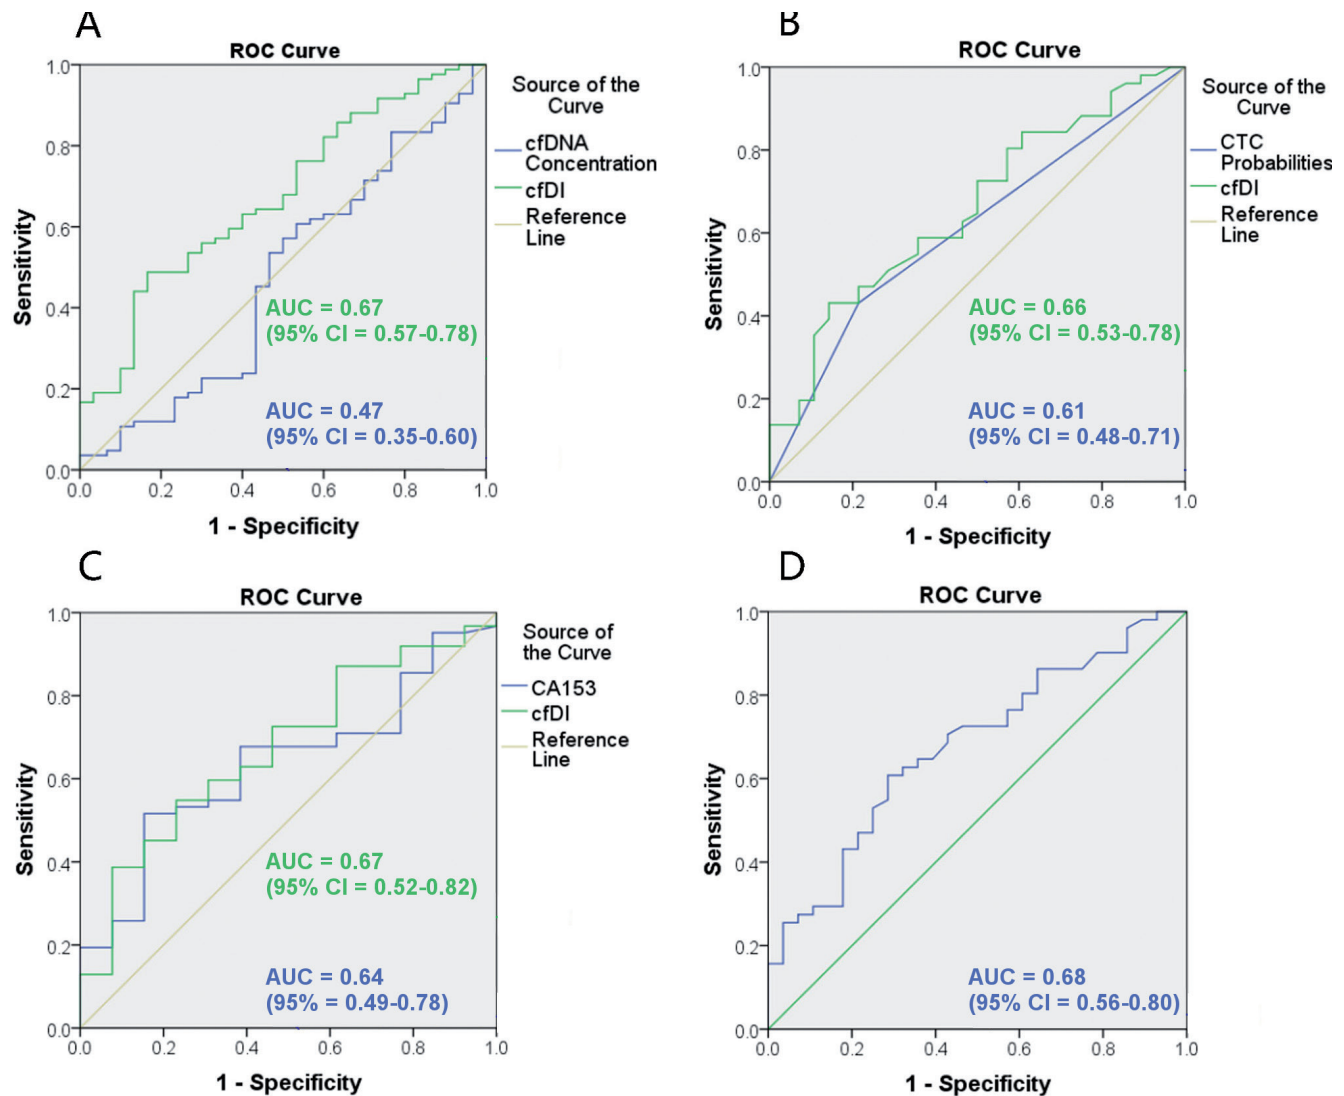 A
ROC Curve
1.0
0.8
0.6
0.4
0.2
0.0
0.0 0.2 0.4 0.6 0.8 1.0
Sensitivity
1 - Specificity
Source of the
Curve
cfDNA
Concentration
cfDI
Reference
Line
AUC = 0.67
(95% CI = 0.57-0.78)
AUC = 0.47
(95% CI = 0.35-0.60)
B
ROC Curve
1.0
0.8
0.6
0.4
0.2
0.0
0.0 0.2 0.4 0.6 0.8 1.0
Sensitivity
1 - Specificity
Source of the
Curve
CTC
Probabilities
cfDI
Reference
Line
AUC = 0.66
(95% CI = 0.53-0.78)
AUC = 0.61
(95% CI = 0.48-0.71)
C
ROC Curve
1.0
0.8
0.6
0.4
0.2
0.0
0.0 0.2 0.4 0.6 0.8 1.0
Sensitivity
1 - Specificity
Source of
the Curve
CA153
cfDI
Reference
Line
AUC = 0.67
(95% CI = 0.52-0.82)
AUC = 0.64
(95% = 0.49-0.78)
D
ROC Curve
1.0
0.8
0.6
0.4
0.2
0.0
0.0 0.2 0.4 0.6 0.8 1.0
Sensitivity
1 - Specificity
AUC = 0.68
(95% CI = 0.56-0.80)